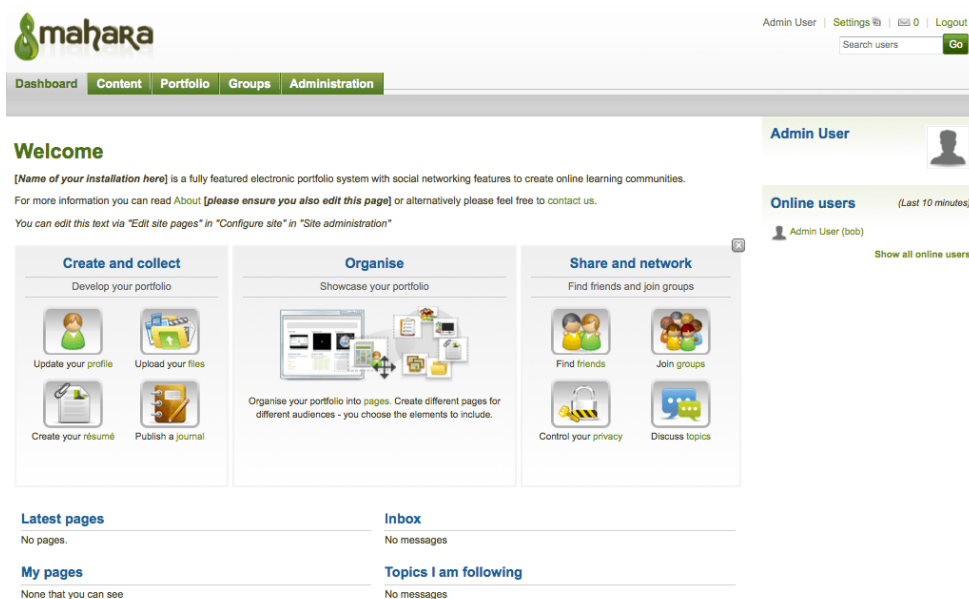 mahara
Admin User | Settings | 0 | Logout
Search users Go
Dashboard Content Portfolio Groups Administration
Welcome
[Name of your installation here] is a fully featured electronic portfolio system with social networking features to create online learning communities.
For more information you can read About [please ensure you also edit this page] or alternatively please feel free to contact us.
You can edit this text via "Edit site pages" in "Configure site" in "Site administration"
Create and collect
Develop your portfolio
Update your profile
Upload your files
Create your résumé
Publish a journal
Organise
Showcase your portfolio
Organise your portfolio into pages. Create different pages for
different audiences - you choose the elements to include.
Share and network
Find friends and join groups
Find friends
Join groups
Control your privacy
Discuss topics
Latest pages
No pages.
Inbox
No messages
My pages
None that you can see
Topics I am following
No messages
Admin User
Online users (Last 10 minutes)
Admin User (bob)
Show all online users